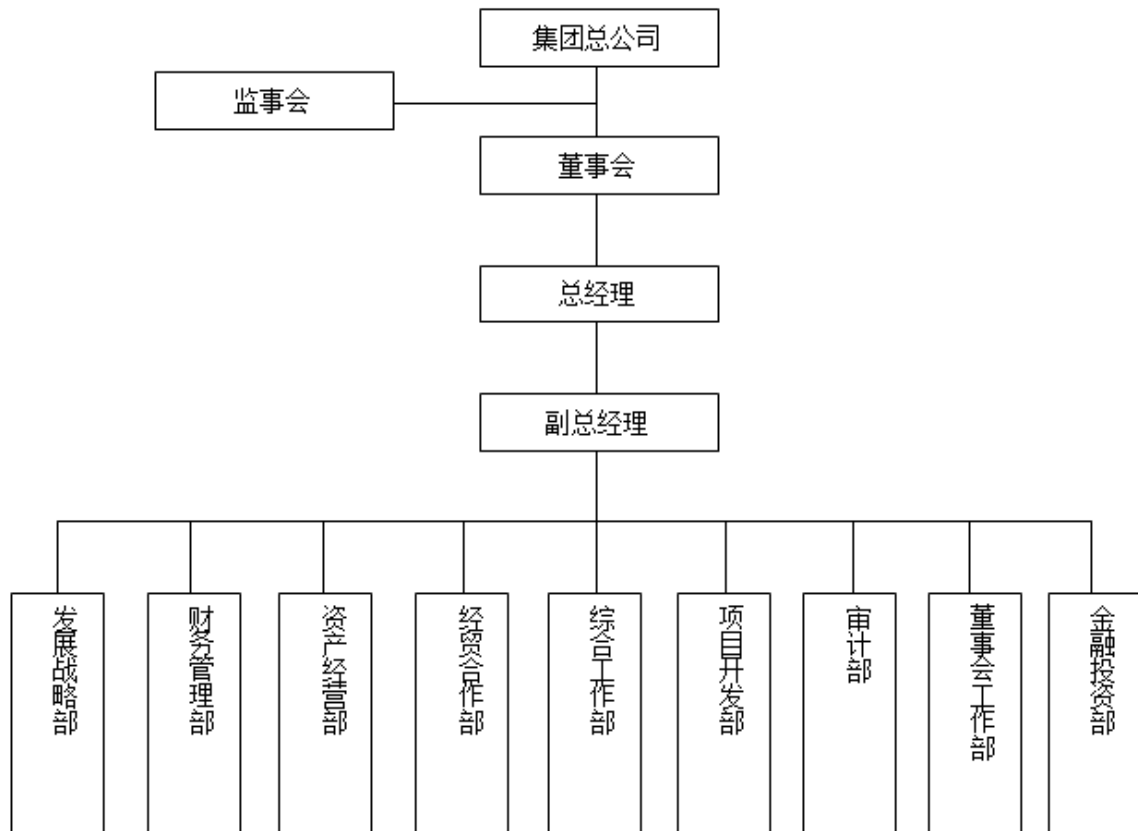 集团总公司
监事会
董事会
总经理
副总经理
发展战略部
财务管理部
资产经营部
经贸合作部
综合工作部
项目开发部
审计部
董事会工作部
金融投资部